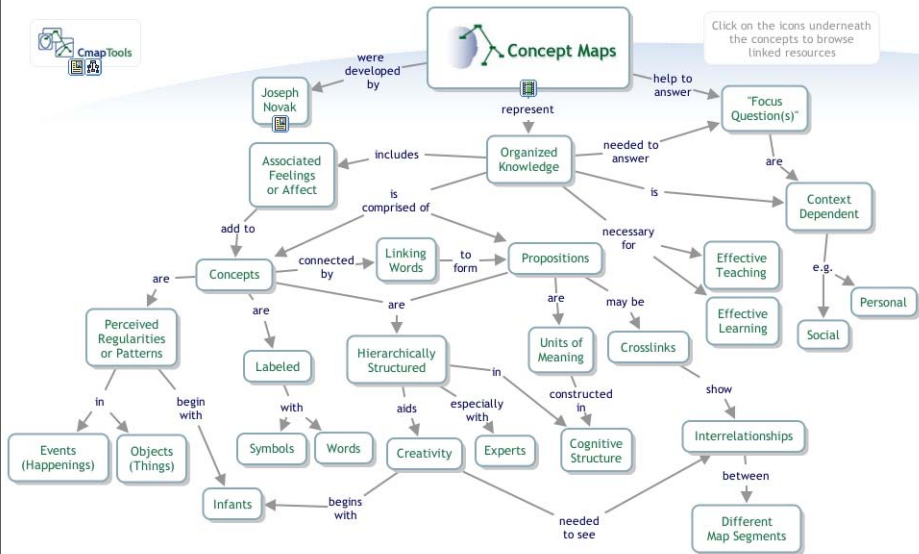 CmapTools
Concept Maps
Click on the icons underneath
the concepts to browse
linked resources
were
developed
by
help to
answer
Joseph
Novak
represent
"Focus
Question(s)"
Associated
Feelings
or Affect
includes
Organized
Knowledge
needed to
answer
are
is
comprised of
is
Context
Dependent
add to
necessary
for
Concepts
connected
by
Linking
Words
to
form
Propositions
Effective
Teaching
e.g.
Personal
are
are
are
are
may be
Effective
Learning
Social
Perceived
Regularities
or Patterns
Labeled
Hierarchically
Structured
Units of
Meaning
Crosslinks
in
begin
with
with
aids
especially
with
in
constructed
in
show
Events
(Happenings)
Objects
(Things)
Symbols
Words
Creativity
Experts
Cognitive
Structure
Interrelationships
Infants
begins
with
needed
to see
between
Different
Map Segments